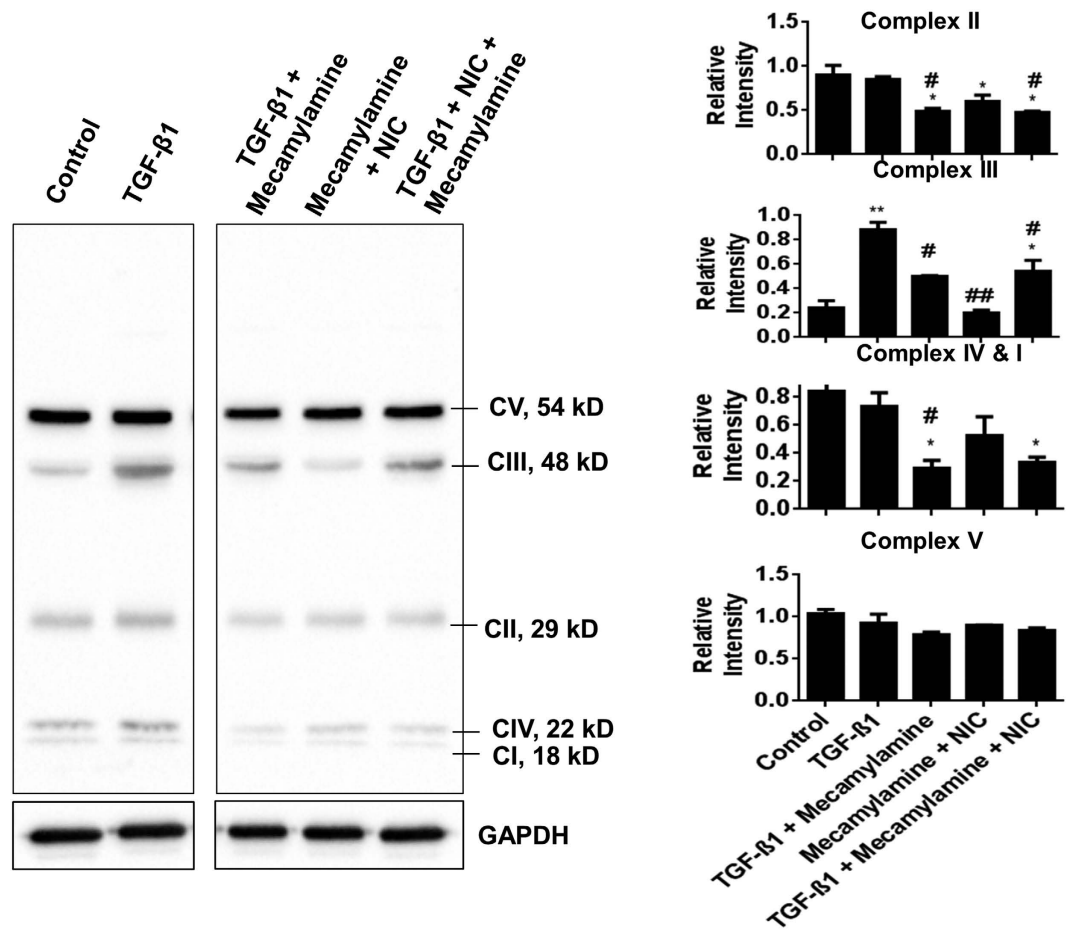 Control
TGF-β1
TGF-β1 +
Mecamylamine
Mecamylamine
+ NIC
TGF-β1 + NIC +
Mecamylamine
CV, 54 kD
CIII, 48 kD
CII, 29 kD
CIV, 22 kD
CI, 18 kD
GAPDH
Complex II
Relative
Intensity
1.5
1.0
0.5
0.0
#
*
*
#
*
Complex III
Relative
Intensity
1.0
0.8
0.6
0.4
0.2
0.0
**
#
##
#
*
Complex IV & I
Relative
Intensity
0.8
0.6
0.4
0.2
0.0
#
*
*
Complex V
Relative
Intensity
1.5
1.0
0.5
0.0
Control
TGF-ß1
TGF-ß1 + Mecamylamine
Mecamylamine + NIC
TGF-ß1 + Mecamylamine + NIC